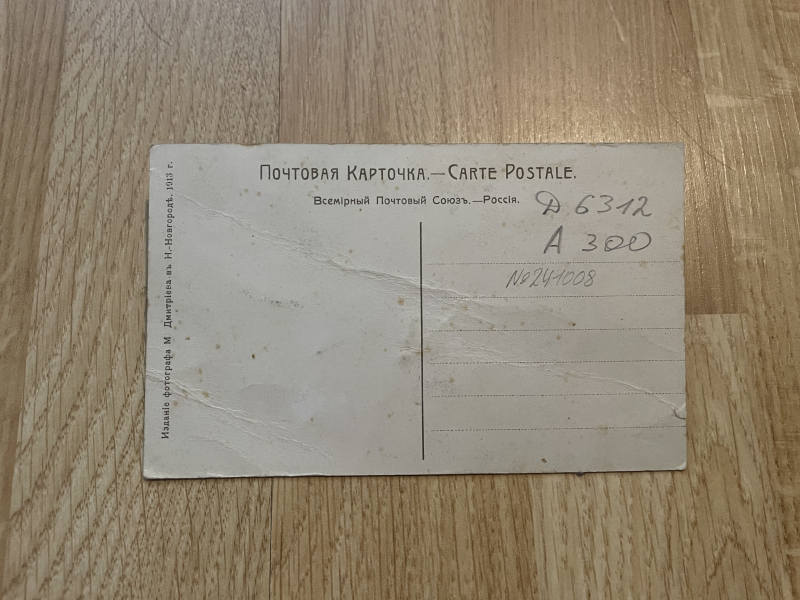 Почтовая Карточка.—Carte Postale.
Всемірный Почтовый Союзъ.—Россія.
D 6312
A 300
№241008
Изданіе фотографа М Дмитріева въ Н.-Новгородѣ. 1913 г.